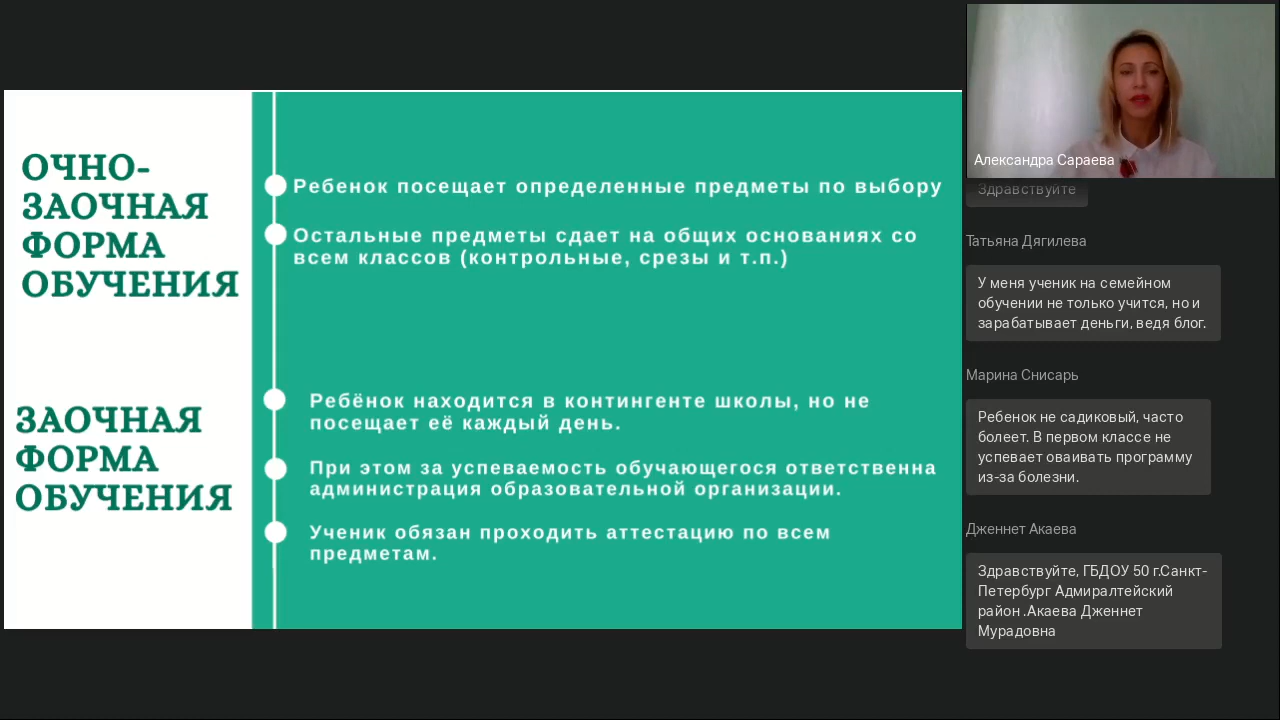 ОЧНО-
ЗАОЧНАЯ
ФОРМА
ОБУЧЕНИЯ
Ребенок посещает определенные предметы по выбору
Остальные предметы сдает на общих основаниях со
всем классов (контрольные, срезы и т.п.)
ЗАОЧНАЯ
ФОРМА
ОБУЧЕНИЯ
Ребёнок находится в контингенте школы, но не
посещает её каждый день.
При этом за успеваемость обучающегося ответственна
администрация образовательной организации.
Ученик обязан проходить аттестацию по всем
предметам.
Александра Сараева
Здравствуйте
Татьяна Дягилева
У меня ученик на семейном
обучении не только учится, но и
зарабатывает деньги, ведя блог.
Марина Снисарь
Ребенок не садиковый, часто
болеет. В первом классе не
успевает оваивать программу
из-за болезни.
Дженнет Акаева
Здравствуйте, ГБДОУ 50 г.Санкт-
Петербург Адмиралтейский
район .Акаева Дженнет
Мурадовна